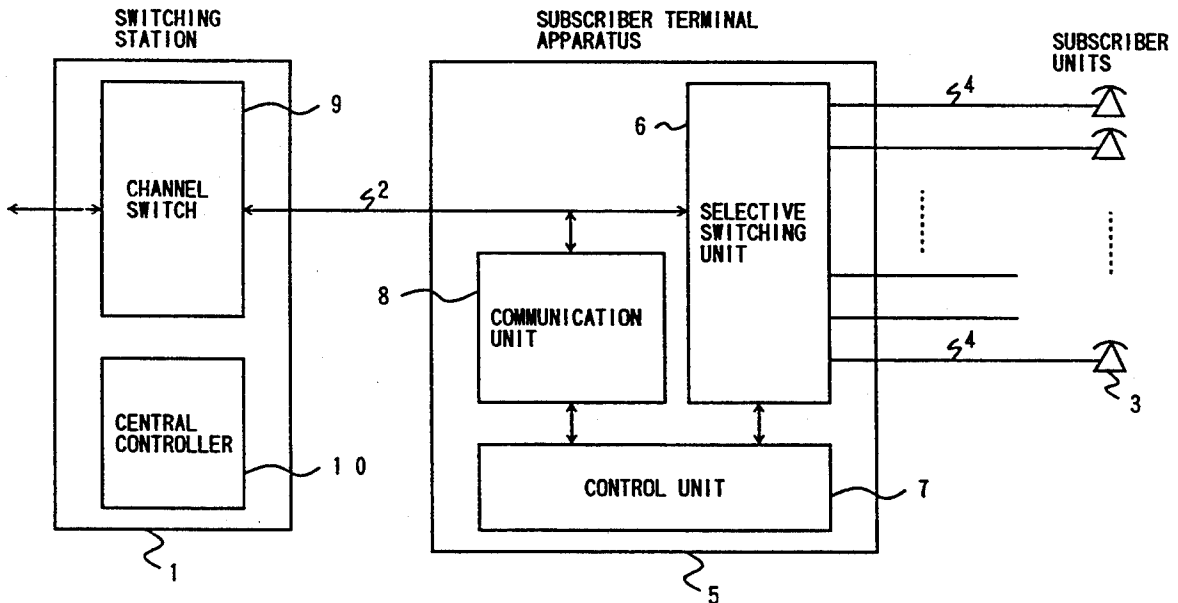 SWITCHING
STATION
SUBSCRIBER TERMINAL
APPARATUS
SUBSCRIBER
UNITS
9
6
4
CHANNEL
SWITCH
2
SELECTIVE
SWITCHING
UNIT
8
COMMUNICATION
UNIT
4
3
CENTRAL
CONTROLLER
10
CONTROL UNIT
7
1
5